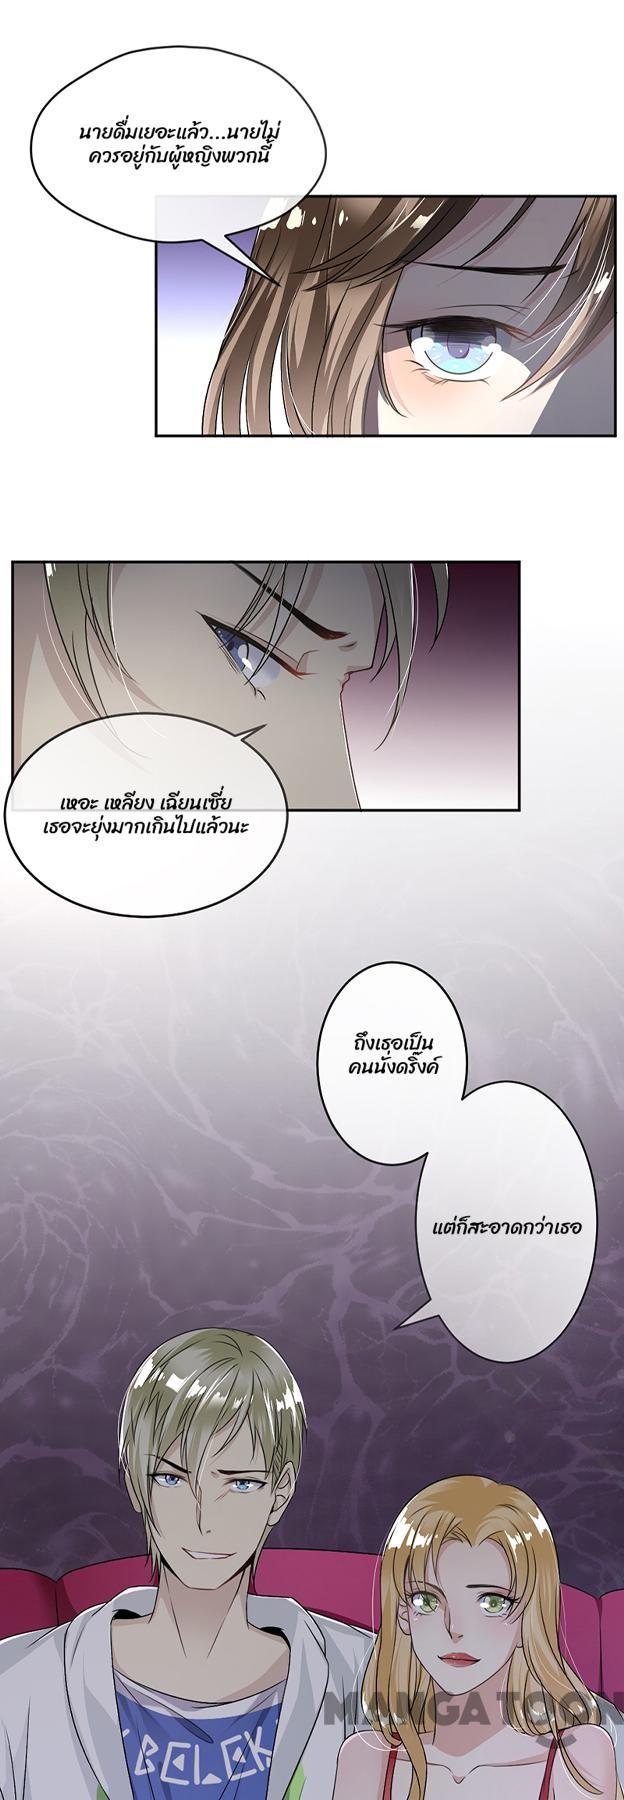 นายดื่มเยอะแล้ว...นายไม่
ควรอยู่กับผู้หญิงพวกนี้
เหอะ เหลียง เฉียนเซี่ย
เธอจะยุ่งมากเกินไปแล้วนะ
ถึงเธอเป็น
คนนั่งดริ๊งค์
แต่ก็สะอาดกว่าเธอ
MANGA TOON
BELEK